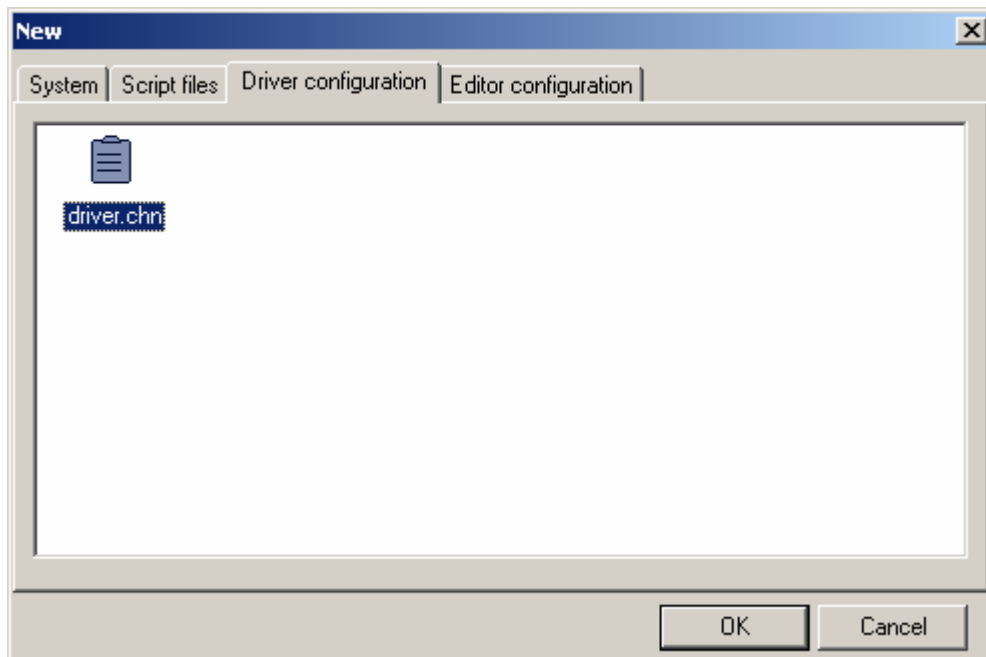 New
System Script files Driver configuration Editor configuration
driver.chn
OK Cancel